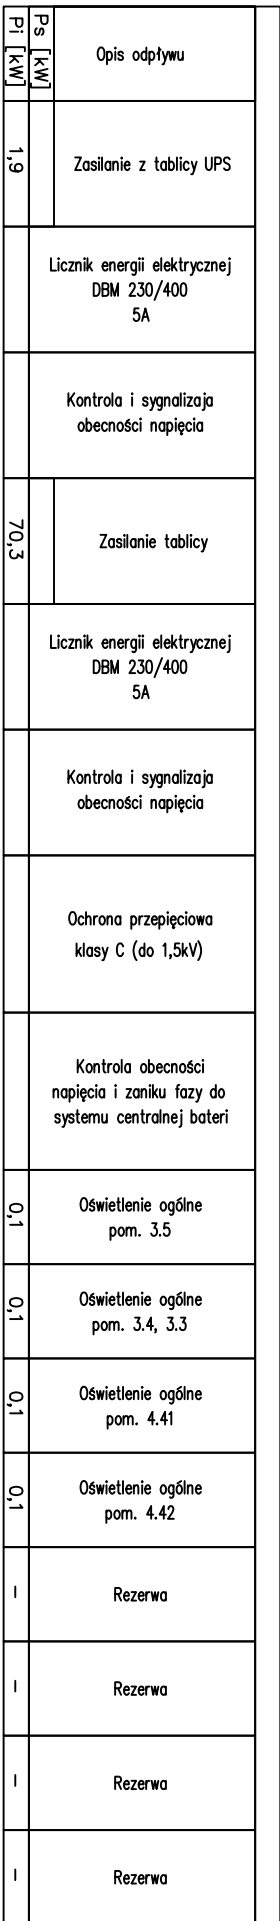 Opis odpływu
Ps [kW]
Pi [kW]
Zasilanie z tablicy UPS
1,9
Licznik energii elektrycznej
DBM 230/400
5A
Kontrola i sygnalizaja
obecności napięcia
Zasilanie tablicy
70,3
Licznik energii elektrycznej
DBM 230/400
5A
Kontrola i sygnalizaja
obecności napięcia
Ochrona przepięciowa
klasy C (do 1,5kV)
Kontrola obecności
napięcia i zaniku fazy do
systemu centralnej bateri
Oświetlenie ogólne
pom. 3.5
0,1
Oświetlenie ogólne
pom. 3.4, 3.3
0,1
Oświetlenie ogólne
pom. 4.41
0,1
Oświetlenie ogólne
pom. 4.42
0,1
Rezerwa
-
Rezerwa
-
Rezerwa
-
Rezerwa
-